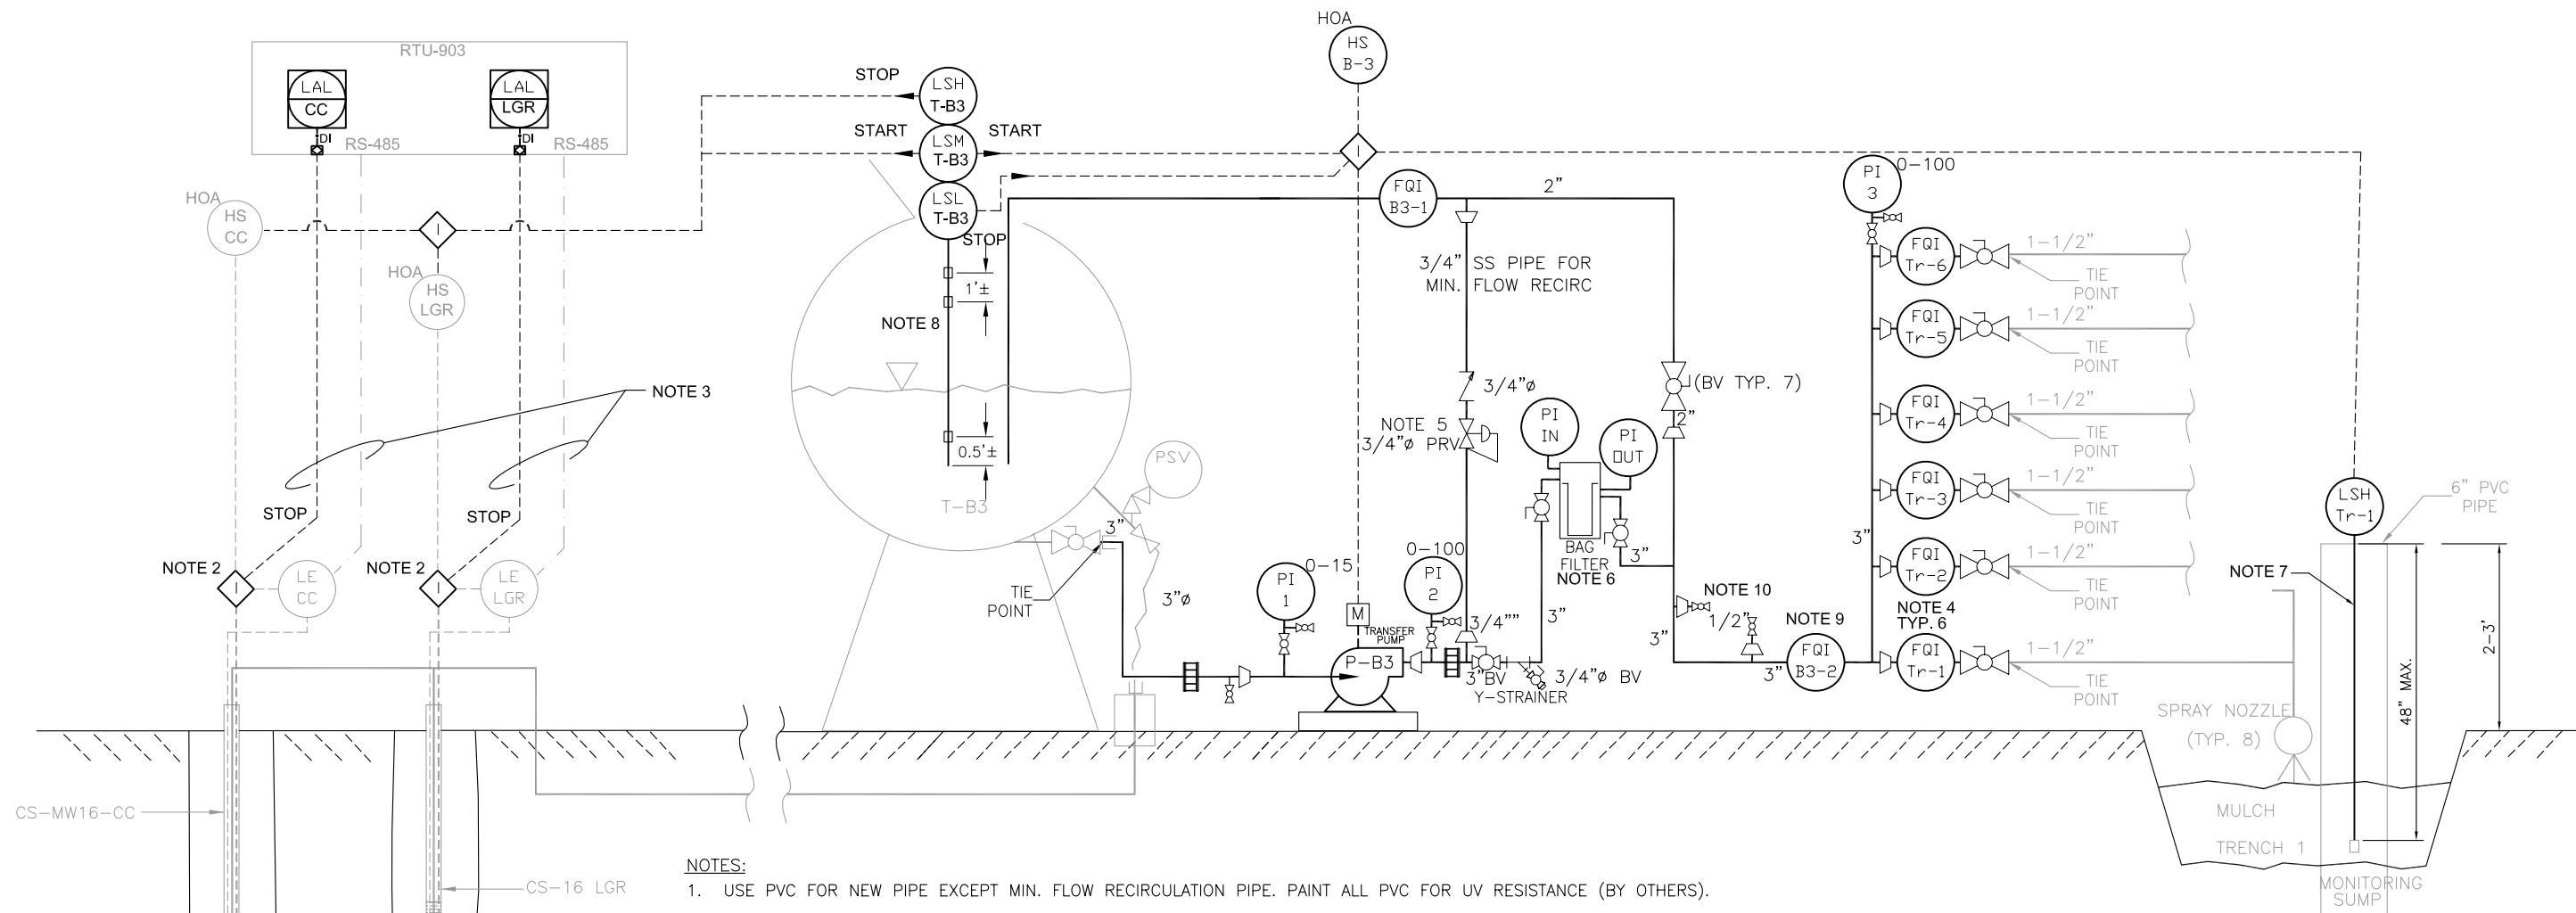 HOA
HS
B-3
RTU-903
LAL
CC
LAL
LGR
DI
RS-485
DI
RS-485
STOP
LSH
T-B3
START
LSM
T-B3
START
LSL
T-B3
STOP
I
HOA
HS
CC
I
HOA
HS
LGR
1'±
NOTE 8
0.5'±
T-B3
NOTE 3
STOP
STOP
NOTE 2
I
LE
CC
NOTE 2
I
LE
LGR
FQI
B3-1
2"
3/4" SS PIPE FOR
MIN. FLOW RECIRC
3/4"ø
NOTE 5
3/4"ø PRV
(BV TYP. 7)
2"
PI
IN
PI
OUT
BAG
FILTER
NOTE 6
3"
3"
PSV
3"
TIE
POINT
3"ø
PI
1
0-15
0-100
PI
2
M
TRANSFER
PUMP
P-B3
3/4""
3"BV
Y-STRAINER
3/4"ø BV
NOTE 10
1/2"
3"
3"
NOTE 9
FQI
B3-2
PI
3
0-100
FQI
Tr-6
1-1/2"
TIE
POINT
FQI
Tr-5
1-1/2"
TIE
POINT
FQI
Tr-4
1-1/2"
TIE
POINT
FQI
Tr-3
1-1/2"
TIE
POINT
3"
FQI
Tr-2
1-1/2"
TIE
POINT
NOTE 4
TYP. 6
FQI
Tr-1
1-1/2"
TIE
POINT
LSH
Tr-1
6" PVC
PIPE
NOTE 7
48" MAX.
2-3'
SPRAY NOZZLE
(TYP. 8)
MULCH
TRENCH 1
MONITORING
SUMP
CS-MW16-CC
CS-16 LGR
NOTES:
1. USE PVC FOR NEW PIPE EXCEPT MIN. FLOW RECIRCULATION PIPE. PAINT ALL PVC FOR UV RESISTANCE (BY OTHERS).